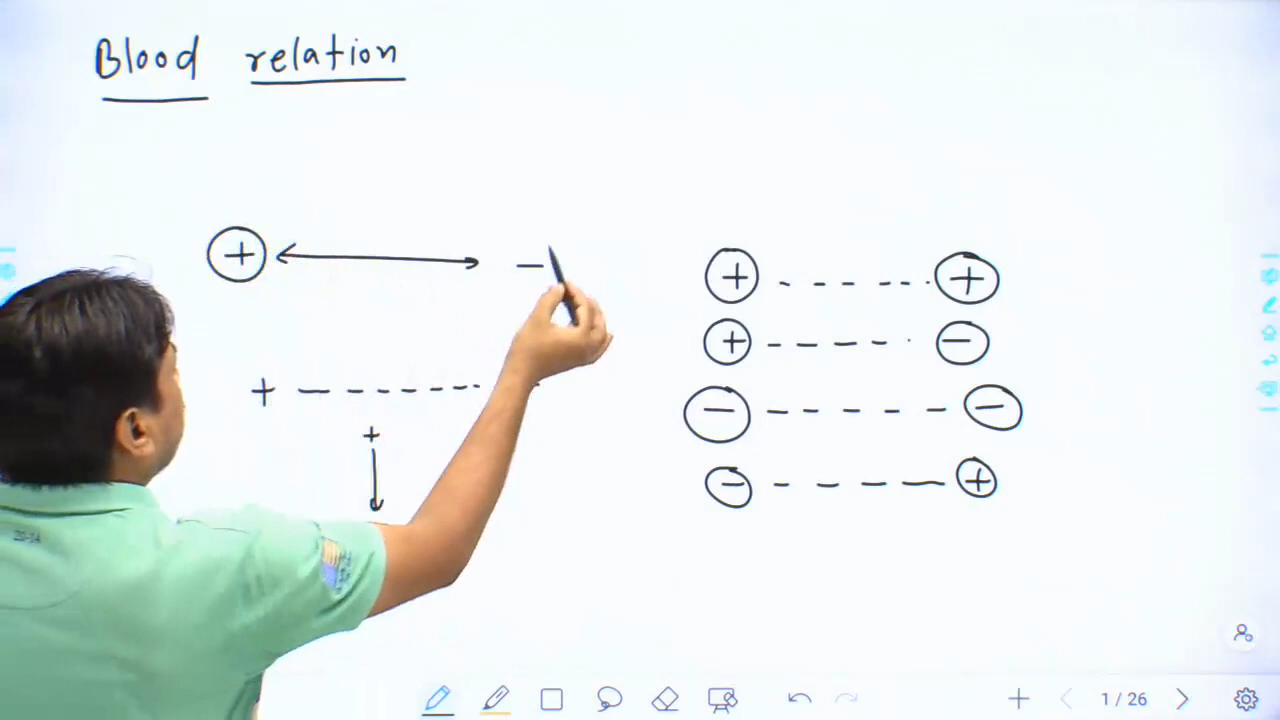 Blood relation
+ ⟷ −
+ - - - - - -
+
↓
+ - - - - - +
+ - - - - −
− - - - - - −
− - - - - +
1 / 26